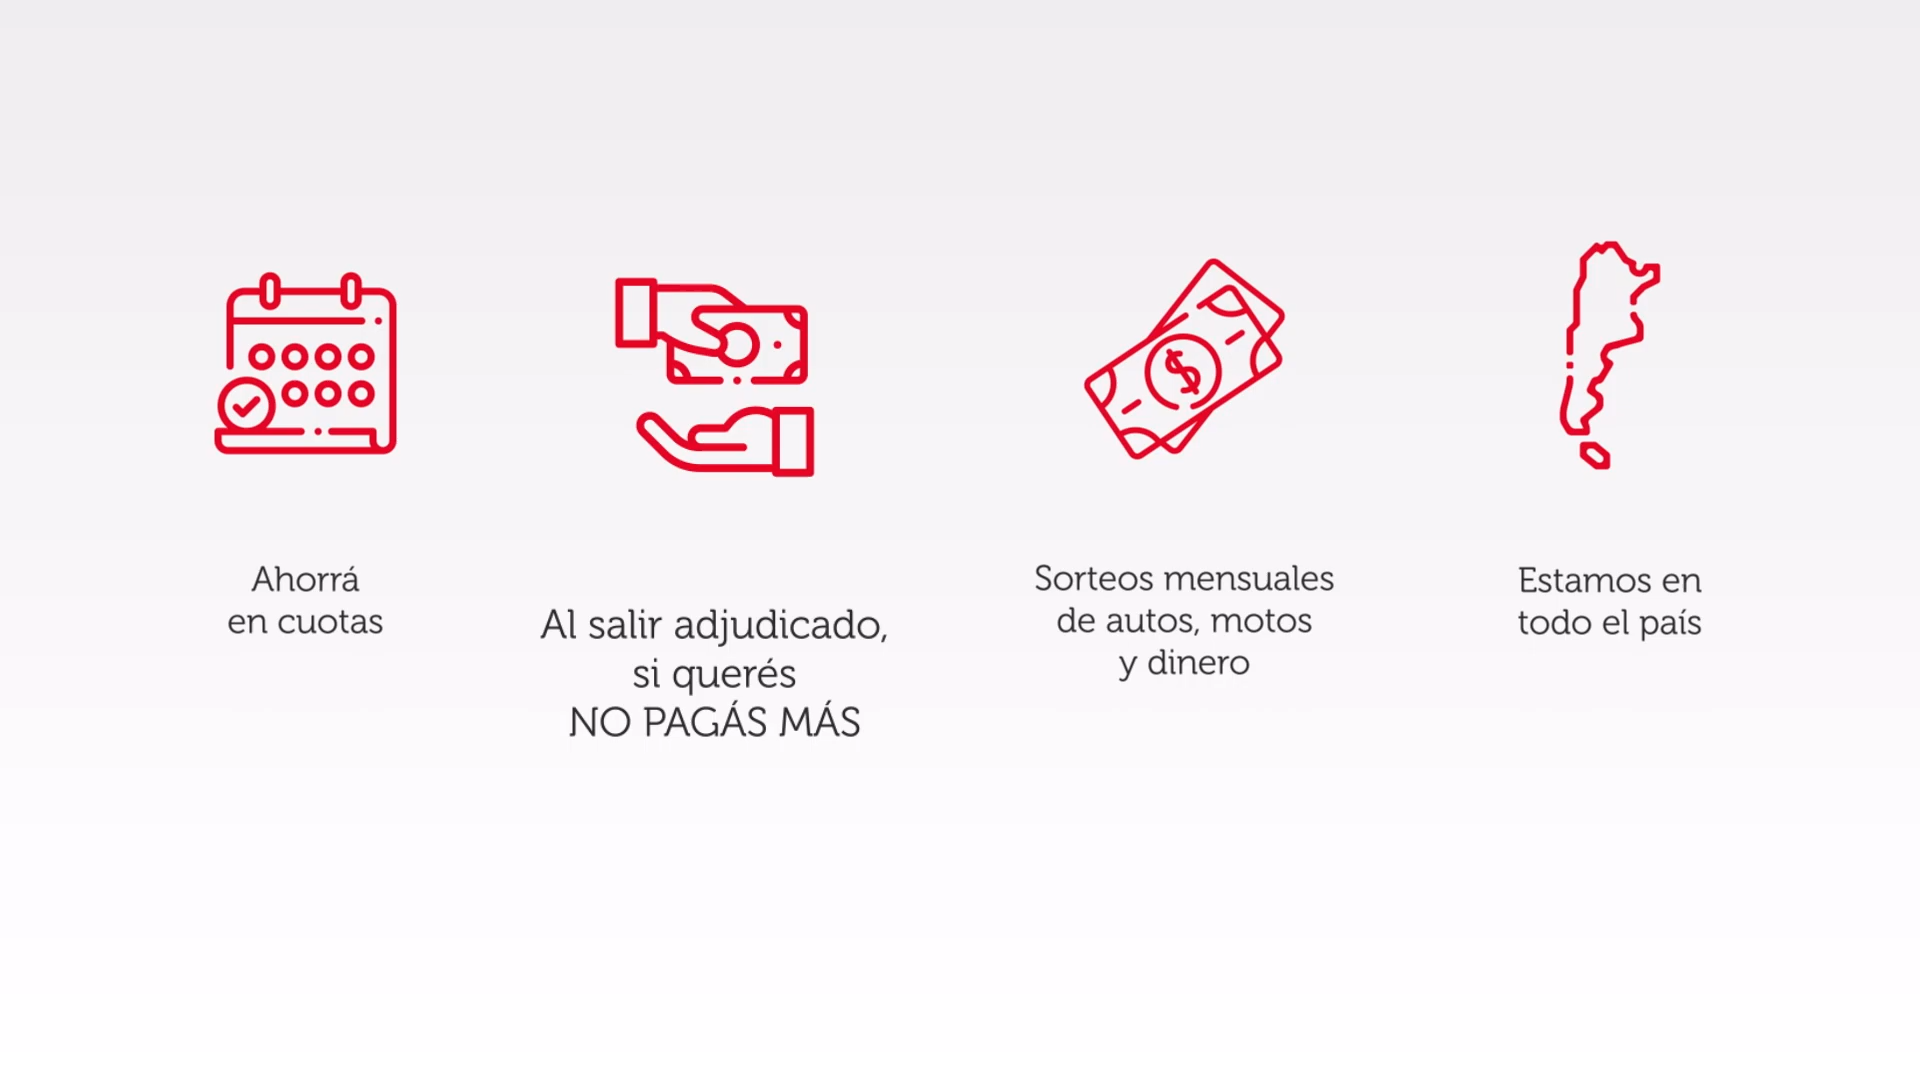 Ahorrá
en cuotas
Al salir adjudicado,
si querés
NO PAGÁS MÁS
Sorteos mensuales
de autos, motos
y dinero
Estamos en
todo el país